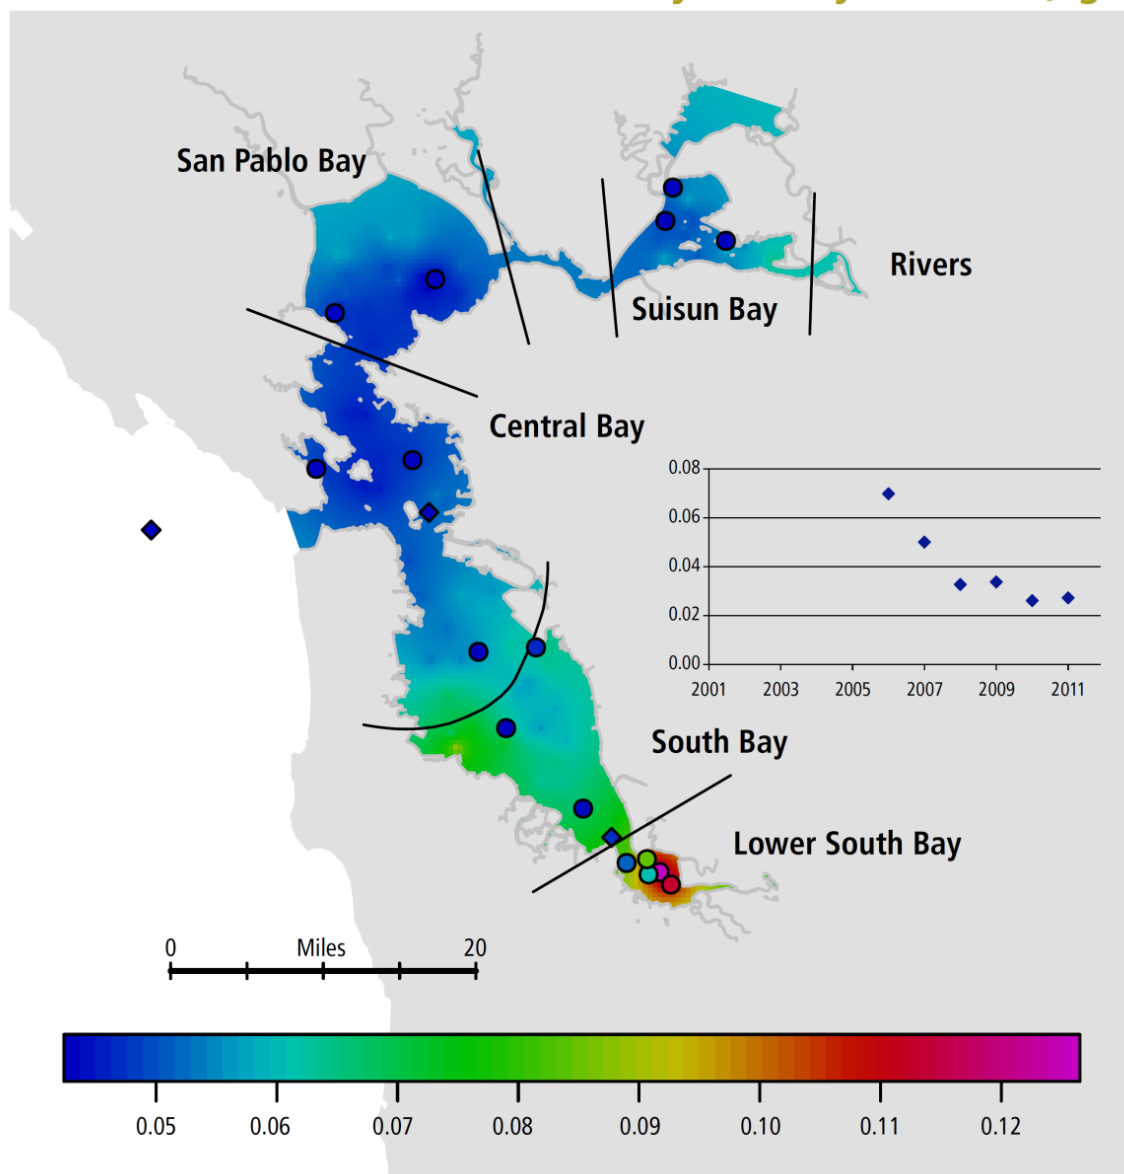 San Pablo Bay
Rivers
Suisun Bay
Central Bay
0.08
0.06
0.04
0.02
0.00
2001 2003 2005 2007 2009 2011
South Bay
Lower South Bay
0 Miles 20
0.05 0.06 0.07 0.08 0.09 0.10 0.11 0.12